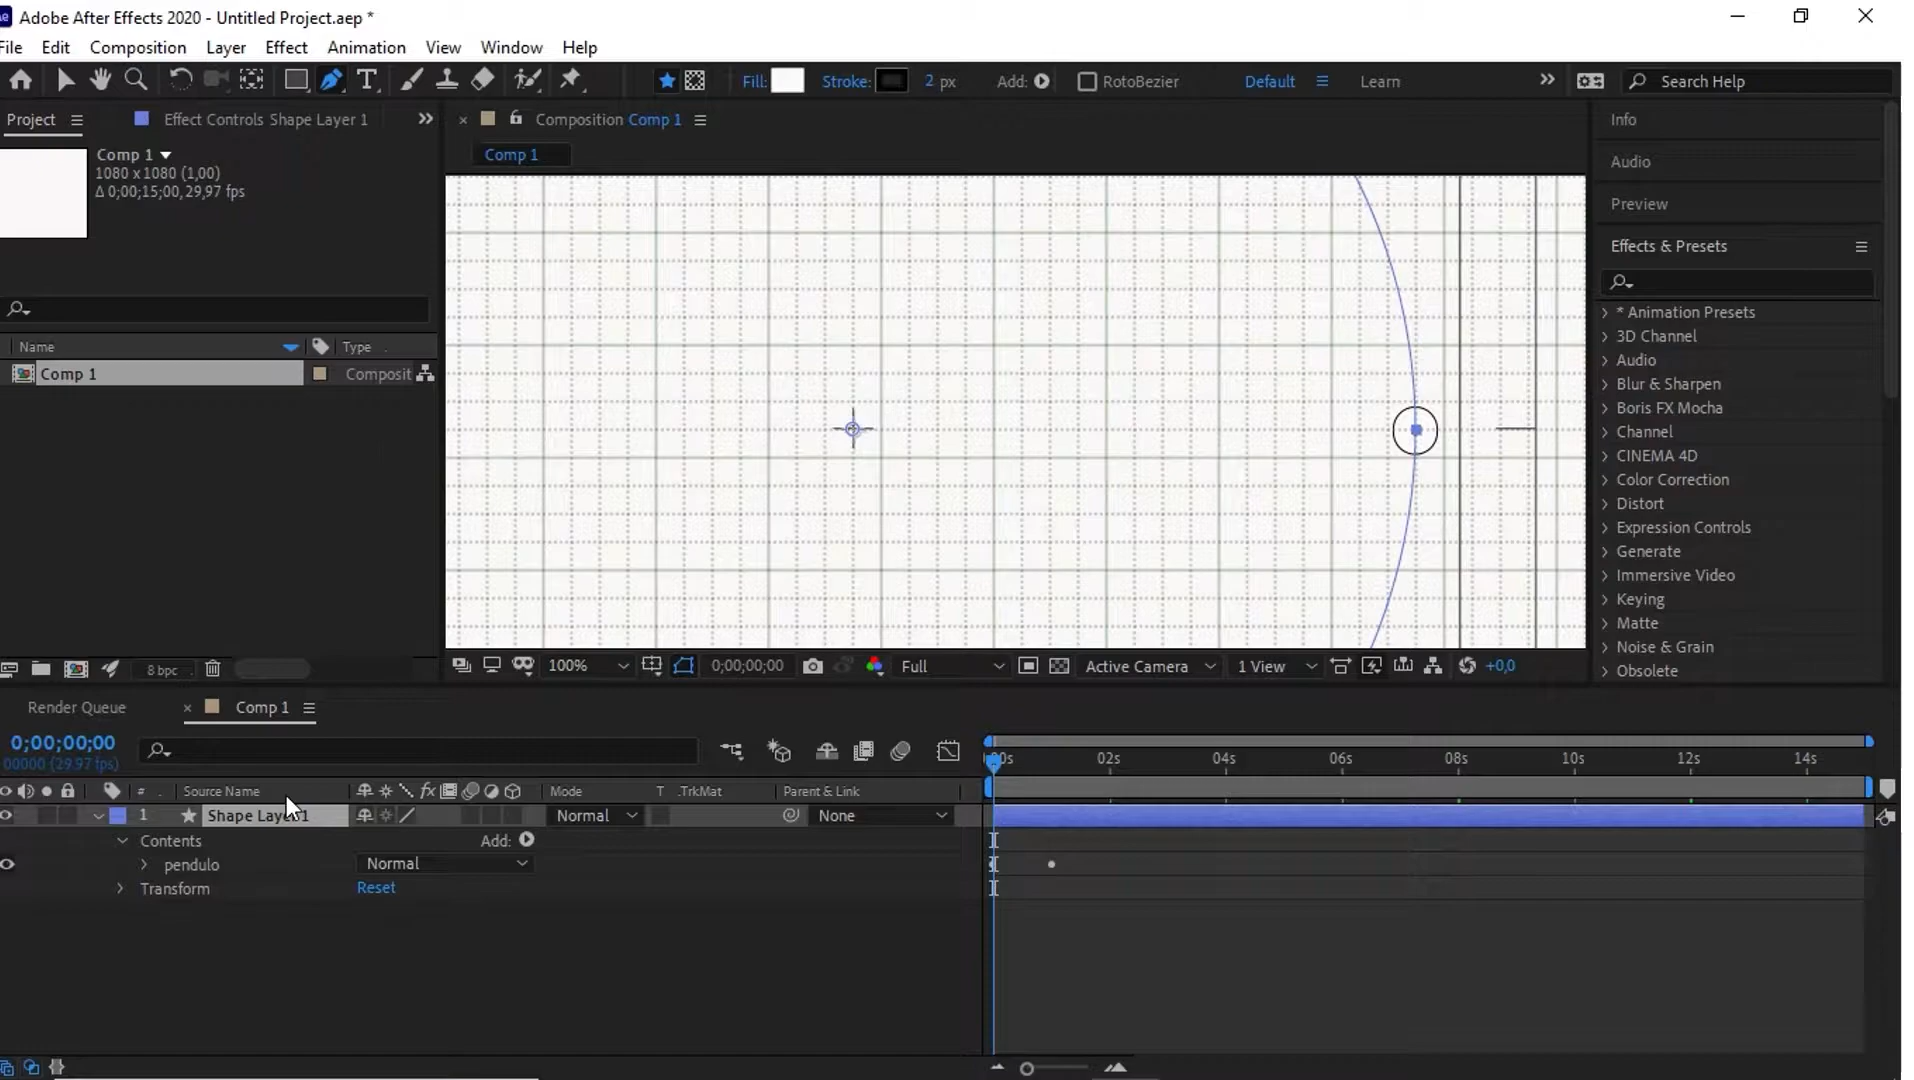 Adobe After Effects 2020 - Untitled Project.aep *
File Edit Composition Layer Effect Animation View Window Help
Fill: Stroke: 2 px Add: RotoBezier Default Learn Search Help
Project Effect Controls Shape Layer 1
Composition Comp 1
Comp 1
Comp 1
1080 x 1080 (1,00)
Δ 0;00;15;00, 29,97 fps
Name Type
Comp 1 Composit
8 bpc
100% 0;00;00;00 Full Active Camera 1 View +0,0
Info
Audio
Preview
Effects & Presets
* Animation Presets
3D Channel
Audio
Blur & Sharpen
Boris FX Mocha
Channel
CINEMA 4D
Color Correction
Distort
Expression Controls
Generate
Immersive Video
Keying
Matte
Noise & Grain
Obsolete
Render Queue Comp 1
0;00;00;00
00000 (29.97 fps)
02s 04s 06s 08s 10s 12s 14s
# Source Name fx Mode T .TrkMat Parent & Link
1 Shape Layer 1 Normal None
Contents Add:
pendulo Normal
Transform Reset